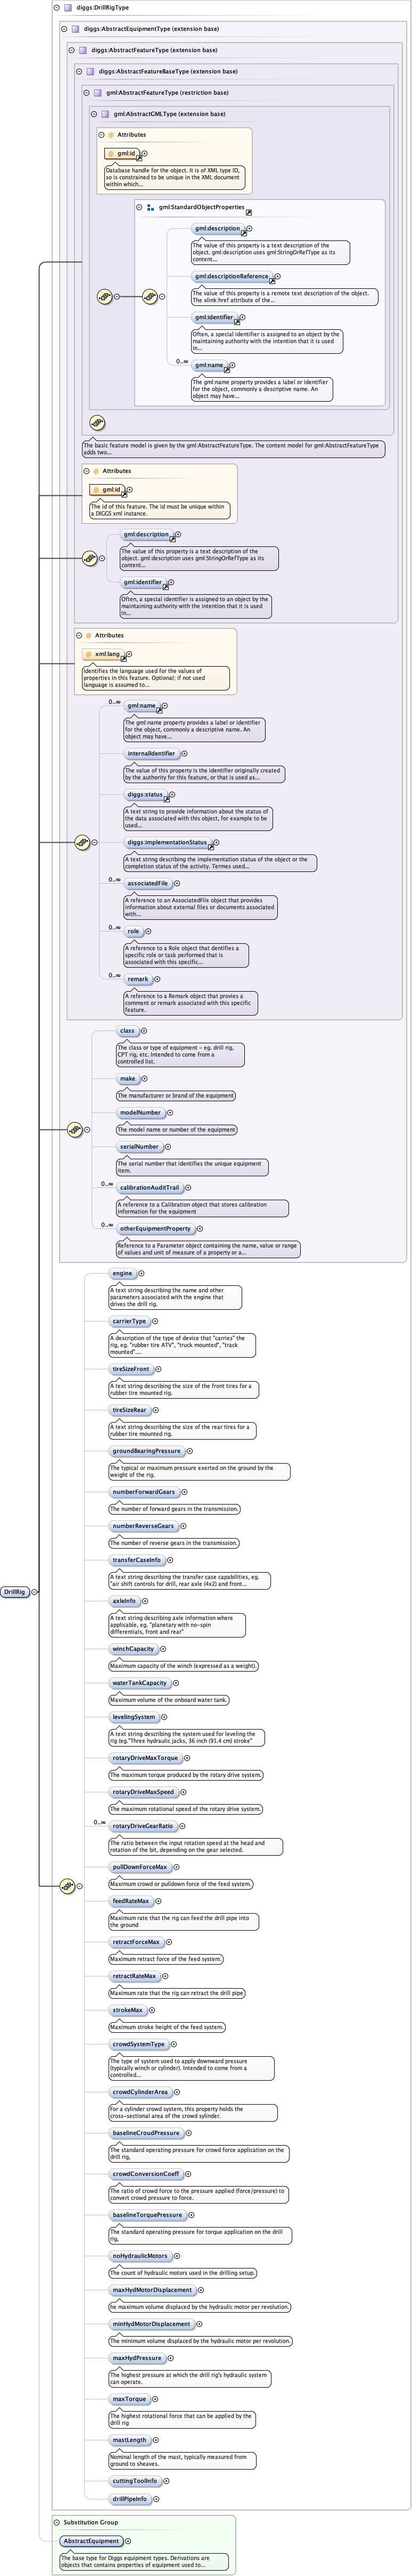 diggs:DrillRigType
diggs:AbstractEquipmentType (extension base)
diggs:AbstractFeatureType (extension base)
diggs:AbstractFeatureBaseType (extension base)
gml:AbstractFeatureType (restriction base)
gml:AbstractGMLType (extension base)
@ Attributes
gml:id
Database handle for the object. It is of XML type ID,
so is constrained to be unique in the XML document
within which...
gml:StandardObjectProperties
gml:description
The value of this property is a text description of the
object. gml:description uses gml:StringOrRefType as its
content...
gml:descriptionReference
The value of this property is a remote text description of the object.
The xlink:href attribute of the...
gml:identifier
Often, a special identifier is assigned to an object by the
maintaining authority with the intention that it is used
in...
0..∞
gml:name
The gml:name property provides a label or identifier
for the object, commonly a descriptive name. An
object may have...
The basic feature model is given by the gml:AbstractFeatureType. The content model for gml:AbstractFeatureType
adds two...
@ Attributes
gml:id
The id of this feature. The id must be unique within
a DIGGS xml instance.
gml:description
The value of this property is a text description of the
object. gml:description uses gml:StringOrRefType as its
content...
gml:identifier
Often, a special identifier is assigned to an object by the
maintaining authority with the intention that it is used
in...
@ Attributes
xml:lang
Identifies the language used for the values of
properties in this feature. Optional; if not used
language is assumed to...
0..∞
gml:name
The gml:name property provides a label or identifier
for the object, commonly a descriptive name. An
object may have...
internalIdentifier
The value of this property is the identifier originally created
by the authority for this feature, or that is used as...
diggs:status
A text string to provide information about the status of
the data associated with this object, for example to be
used...
diggs:implementationStatus
A text string describing the implementation status of the object or the
completion status of the activity. Termes used...
0..∞
associatedFile
A reference to an AssociatedFile object that provides
information about external files or documents associated
with...
0..∞
role
A reference to a Role object that identifies a
specific role or task performed that is
associated with this specific...
0..∞
remark
A reference to a Remark object that provies a
comment or remark associated with this specific
feature.
class
The class or type of equipment - eg. drill rig,
CPT rig, etc. Intended to come from a
controlled list.
make
The manufacturer or brand of the equipment
modelNumber
The model name or number of the equipment
serialNumber
The serial number that identifies the unique equipment
item.
0..∞
calibrationAuditTrail
A reference to a Calibration object that stores calibration
information for the equipment
0..∞
otherEquipmentProperty
Reference to a Parameter object containing the name, value or range
of values and unit of measure of a property or a...
engine
A text string describing the name and other
parameters associated with the engine that
drives the drill rig.
carrierType
A description of the type of device that "carries" the
rig, eg. "rubber tire ATV", "truck mounted", "track
mounted"....
tireSizeFront
A text string describing the size of the front tires for a
rubber tire mounted rig.
tireSizeRear
A text string describing the size of the rear tires for a
rubber tire mounted rig.
groundBearingPressure
The typical or maximum pressure exerted on the ground by the
weight of the rig.
numberForwardGears
The number of forward gears in the transmission.
numberReverseGears
The number of reverse gears in the transmission.
transferCaseInfo
A text string describing the transfer case capabilities, eg.
"air shift controls for drill, rear axle (4x2) and front...
axleInfo
A text string describing axle information where
applicable, eg. "planetary with no-spin
differentials, front and rear"
DrillRig
winchCapacity
Maximum capacity of the winch (expressed as a weight).
waterTankCapacity
Maximum volume of the onboard water tank.
levelingSystem
A text string describing the system used for leveling the
rig (eg."Three hydraulic jacks, 36 inch (91.4 cm) stroke"
rotaryDriveMaxTorque
The maximum torque produced by the rotary drive system.
rotaryDriveMaxSpeed
The maximum rotational speed of the rotary drive system.
0..∞
rotaryDriveGearRatio
The ratio between the input rotation speed at the head and
rotation of the bit, depending on the gear selected.
pullDownForceMax
Maximum crowd or pulldown force of the feed system.
feedRateMax
Maximum rate that the rig can feed the drill pipe into
the ground
retractForceMax
Maximum retract force of the feed system.
retractRateMax
Maximum rate that the rig can retract the drill pipe
strokeMax
Maximum stroke height of the feed system.
crowdSystemType
The type of system used to apply downward pressure
(typically winch or cylinder). Intended to come from a
controlled...
crowdCylinderArea
For a cylinder crowd system, this property holds the
cross-sectional area of the crowd sylinder.
baselineCroudPressure
The standard operating pressure for crowd force application on the
drill rig,
crowdConversionCoeff
The ratio of crowd force to the pressure applied (force/pressure) to
convert crowd pressure to force.
baselineTorquePressure
The standard operating pressure for torque application on the drill
rig,
noHydraulicMotors
The count of hydraulic motors used in the drilling setup.
maxHydMotorDisplacement
he maximum volume displaced by the hydraulic motor per revolution.
minHydMotorDisplacement
The minimum volume displaced by the hydraulic motor per revolution.
maxHydPressure
The highest pressure at which the drill rig's hydraulic system
can operate.
maxTorque
The highest rotational force that can be applied by the
drill rig
mastLength
Nominal length of the mast, typically measured from
ground to sheaves.
cuttingToolInfo
drillPipeInfo
Substitution Group
AbstractEquipment
The base type for Diggs equipment types. Derivations are
objects that contains properties of equipment used to...